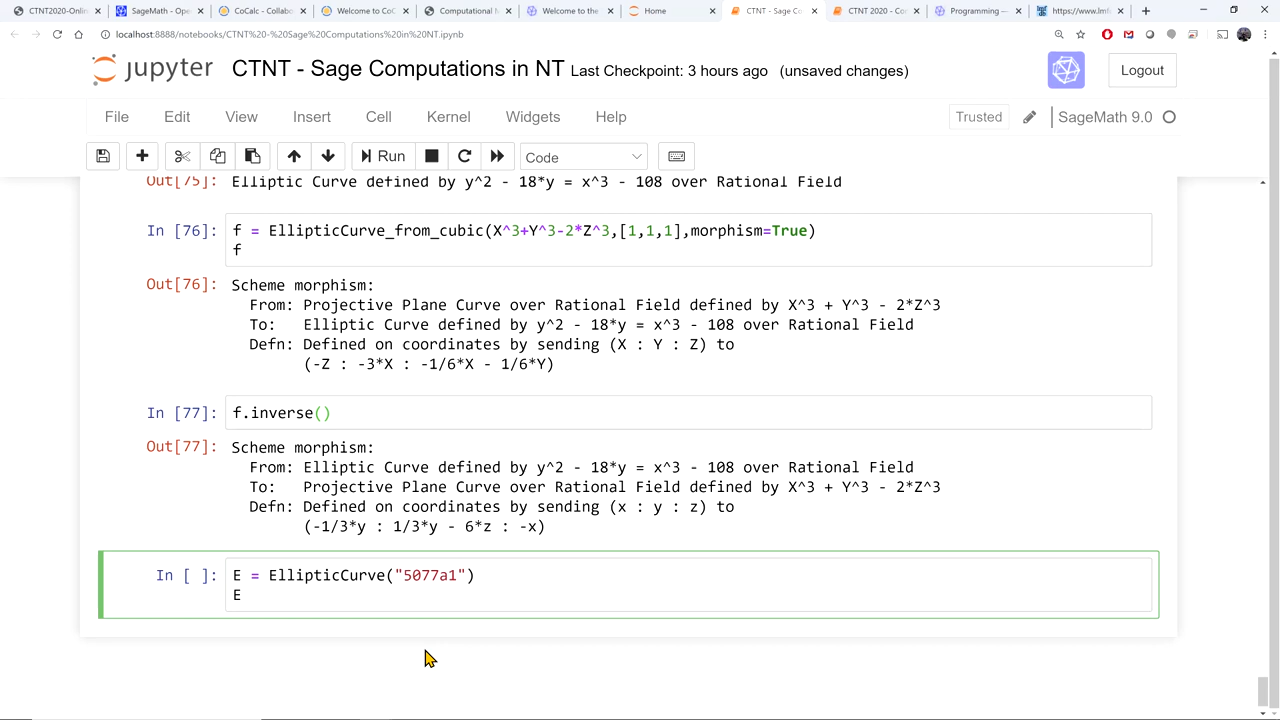 CTNT2020-Onlin
SageMath - Ope
CoCalc - Collabo
Welcome to CoC
Computational N
Welcome to the
Home
CTNT - Sage Co
CTNT 2020 - Co
Programming —
https://www.lmf
localhost:8888/notebooks/CTNT%20-%20Sage%20Computations%20in%20NT.ipynb
jupyter CTNT - Sage Computations in NT Last Checkpoint: 3 hours ago (unsaved changes) Logout
File Edit View Insert Cell Kernel Widgets Help Trusted SageMath 9.0
Run Code
Out[75]: Elliptic Curve defined by y^2 - 18*y = x^3 - 108 over Rational Field
In [76]: f = EllipticCurve_from_cubic(X^3+Y^3-2*Z^3,[1,1,1],morphism=True)
f
Out[76]: Scheme morphism:
From: Projective Plane Curve over Rational Field defined by X^3 + Y^3 - 2*Z^3
To: Elliptic Curve defined by y^2 - 18*y = x^3 - 108 over Rational Field
Defn: Defined on coordinates by sending (X : Y : Z) to
(-Z : -3*X : -1/6*X - 1/6*Y)
In [77]: f.inverse()
Out[77]: Scheme morphism:
From: Elliptic Curve defined by y^2 - 18*y = x^3 - 108 over Rational Field
To: Projective Plane Curve over Rational Field defined by X^3 + Y^3 - 2*Z^3
Defn: Defined on coordinates by sending (x : y : z) to
(-1/3*y : 1/3*y - 6*z : -x)
In [ ]: E = EllipticCurve("5077a1")
E